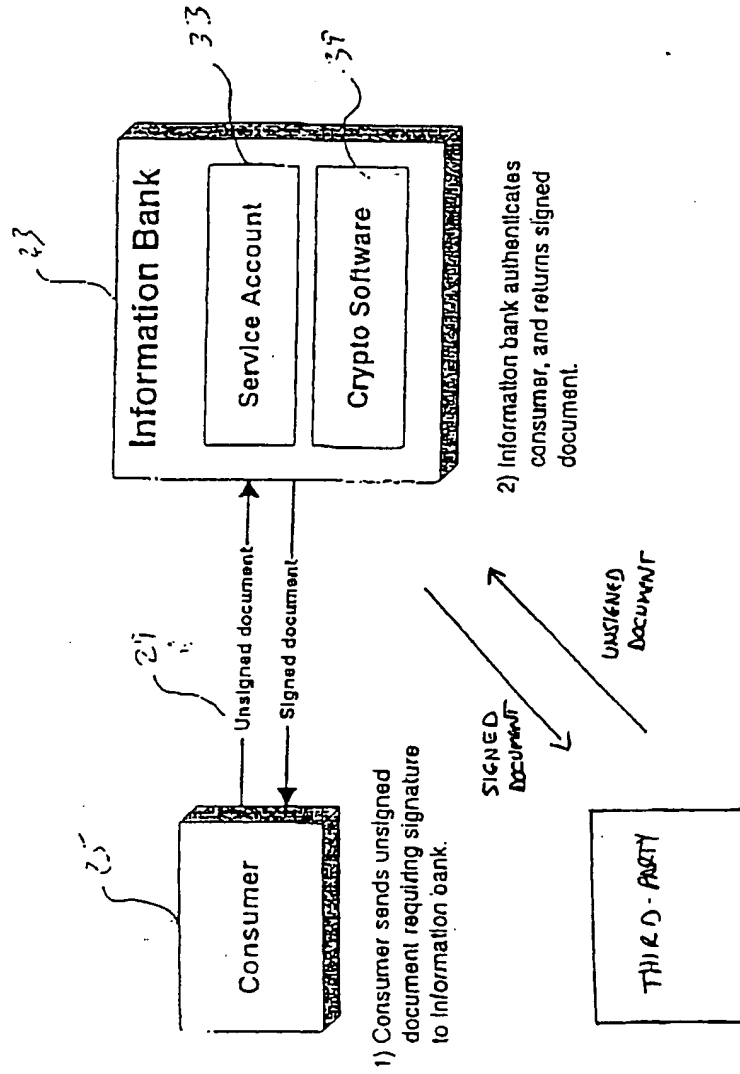 23
Information Bank
33
Service Account
39
Crypto Software
25
Consumer
Unsigned document
Signed document
1) Consumer sends unsigned
document requiring signature
to Information bank.
2) Information bank authenticates
consumer, and returns signed
document.
SIGNED
DOCUMENT
UNSIGNED
DOCUMENT
THIRD-PARTY